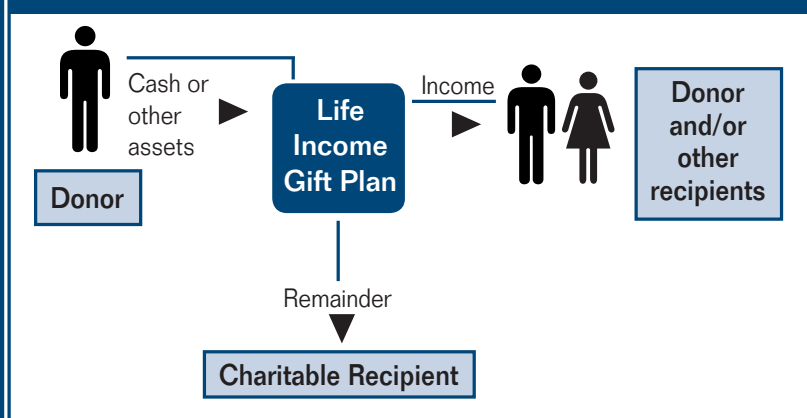 Cash or
other
assets
Donor
Life
Income
Gift Plan
Income
Donor
and/or
other
recipients
Remainder
Charitable Recipient